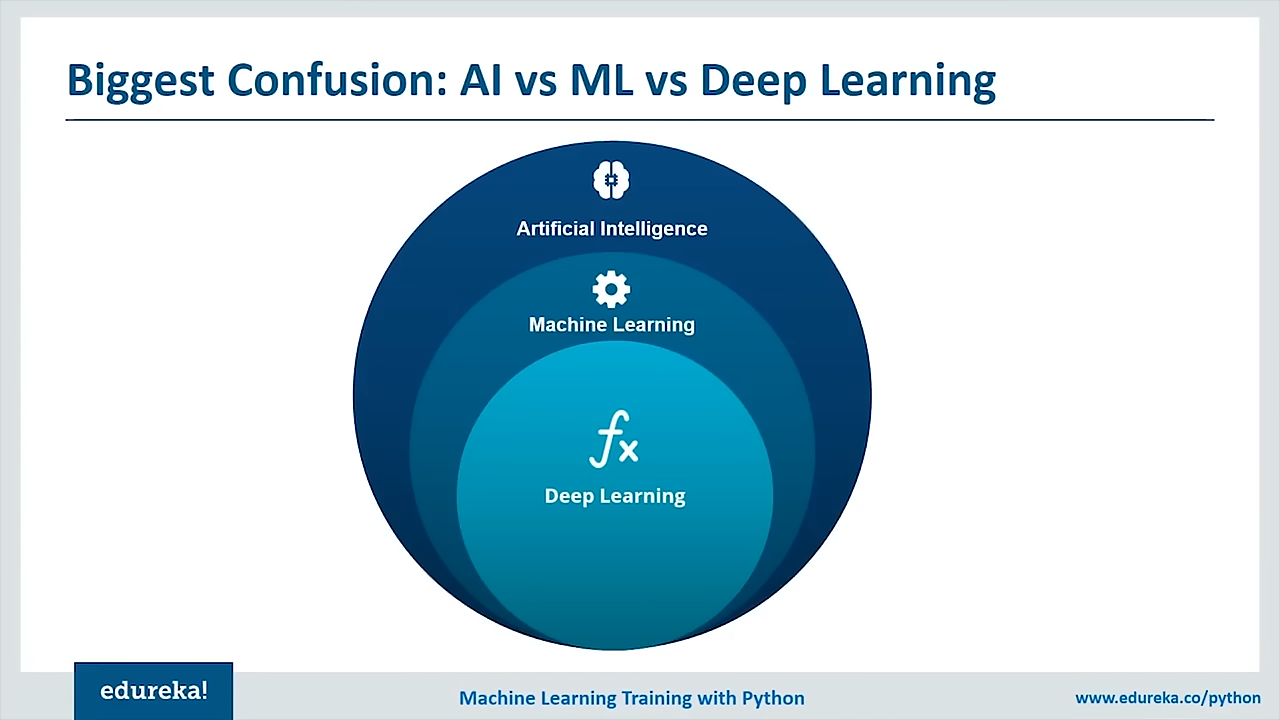 Biggest Confusion: AI vs ML vs Deep Learning
Artificial Intelligence
Machine Learning
fx
Deep Learning
edureka!
Machine Learning Training with Python
www.edureka.co/python